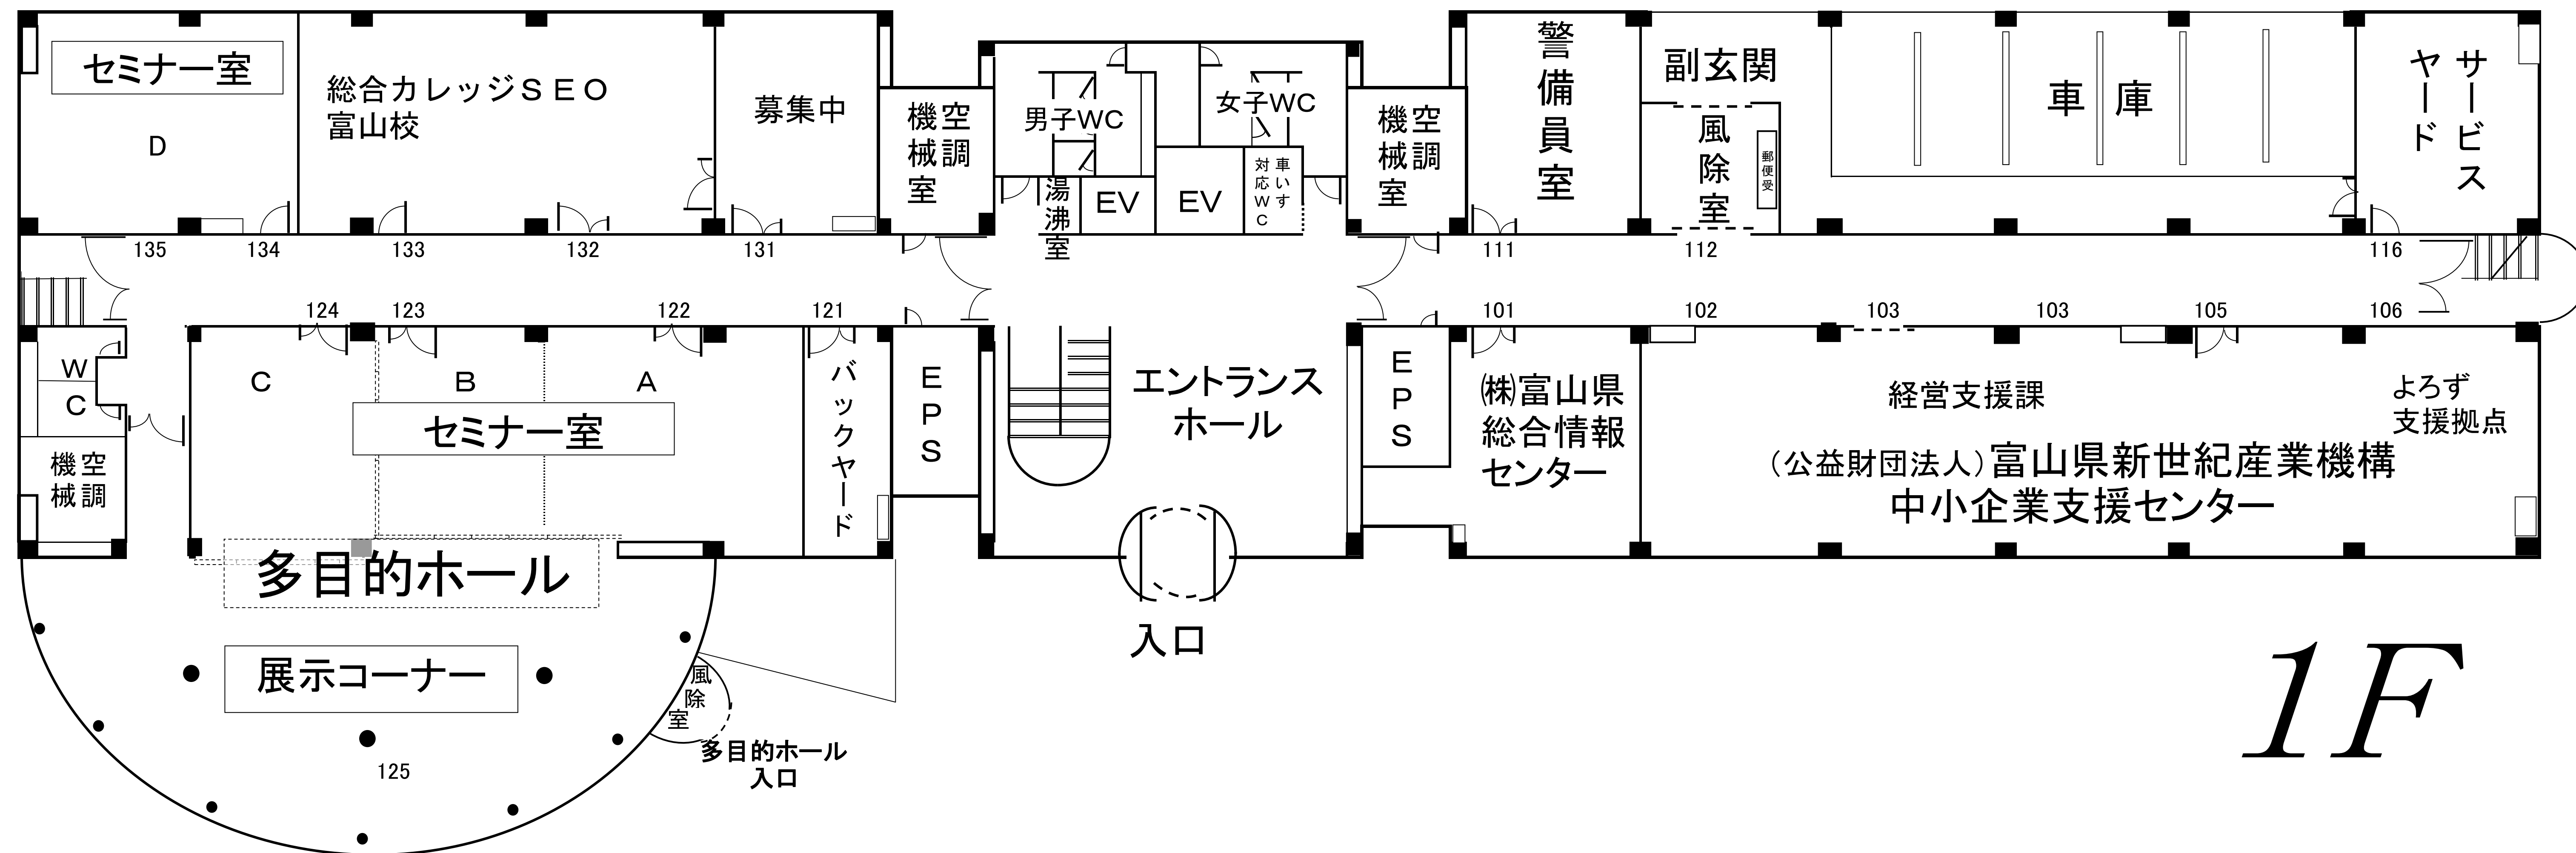 セミナー室
D
総合カレッジＳＥＯ
富山校
募集中
空調
機械室
男子WC
女子WC
湯沸室
EV
EV
車いす
対応WC
空調
機械室
警備員室
副玄関
風除室
郵便受
車庫
サービス
ヤード
135
134
133
132
131
111
112
116
124
123
122
121
101
102
103
103
105
106
WC
空調
機械
C
B
A
セミナー室
バックヤード
EPS
エントランス
ホール
EPS
㈱富山県
総合情報
センター
経営支援課
よろず
支援拠点
（公益財団法人）富山県新世紀産業機構
中小企業支援センター
多目的ホール
展示コーナー
125
風除室
多目的ホール
入口
入口
1F